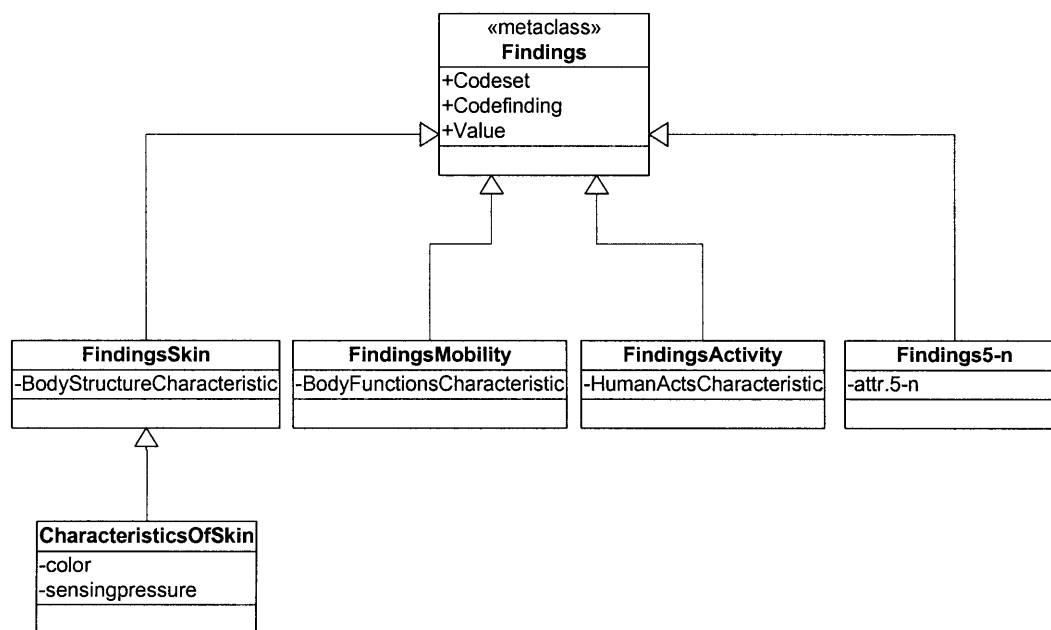 «metaclass»
Findings
+Codeset
+Codefinding
+Value
FindingsSkin
-BodyStructureCharacteristic
FindingsMobility
-BodyFunctionsCharacteristic
FindingsActivity
-HumanActsCharacteristic
Findings5-n
-attr.5-n
CharacteristicsOfSkin
-color
-sensingpressure